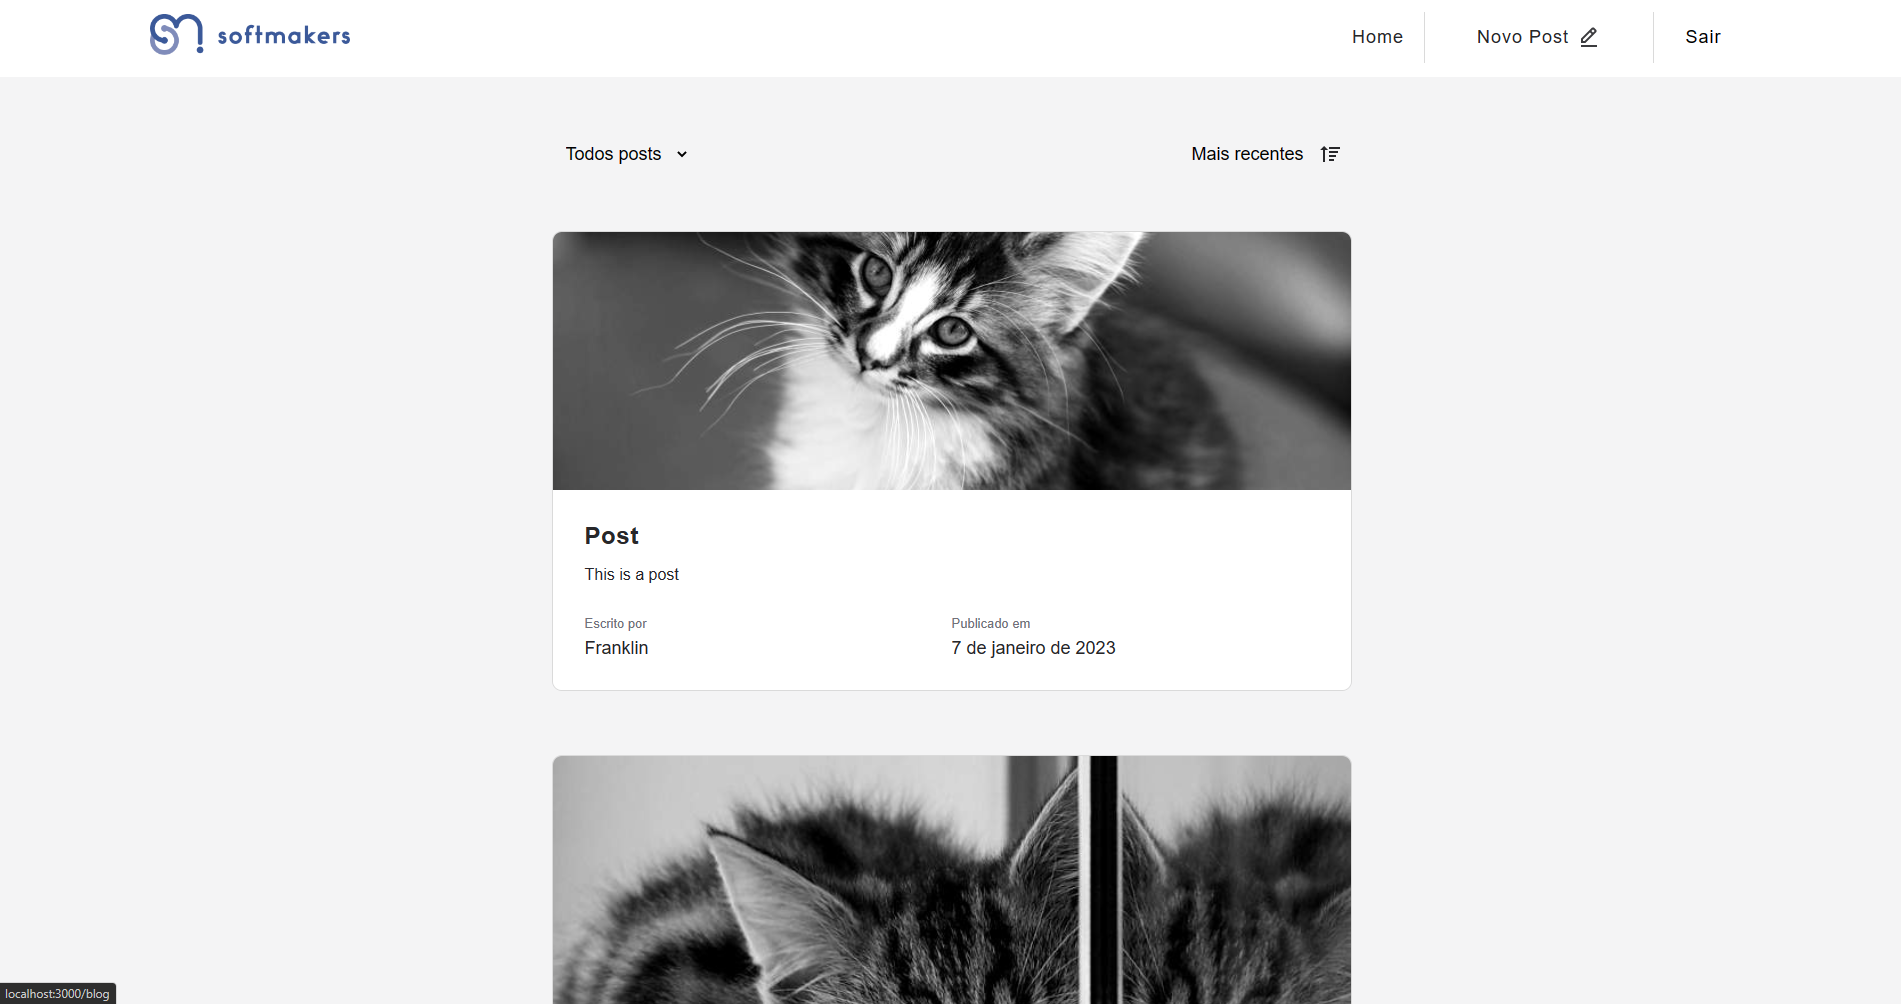 softmakers
Home
Novo Post
Sair
Todos posts
Mais recentes
Post
This is a post
Escrito por
Publicado em
Franklin
7 de janeiro de 2023
localhost:3000/blog